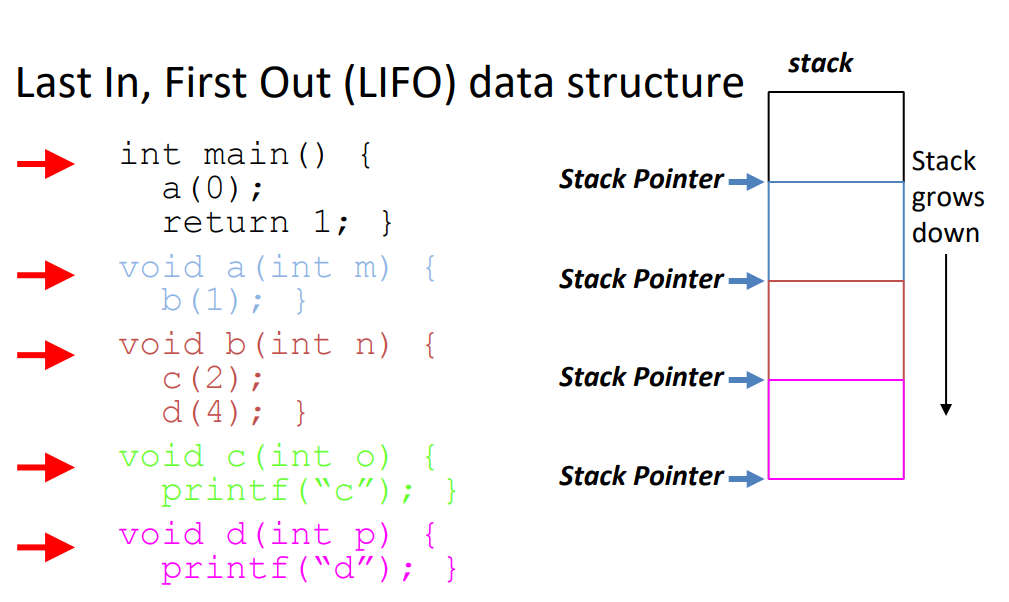 Last In, First Out (LIFO) data structure
int main() {
a(0);
return 1; }
void a(int m) {
b(1); }
void b(int n) {
c(2);
d(4); }
void c(int o) {
printf(“c”); }
void d(int p) {
printf(“d”); }
stack
Stack Pointer
Stack Pointer
Stack Pointer
Stack Pointer
Stack
grows
down